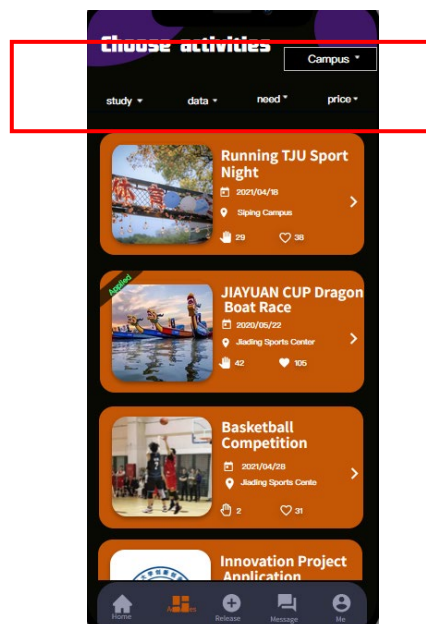 Choose activities
Campus
study data need price
Running TJU Sport
Night
2021/04/16
Siping Campus
29 38
Applied
JIAYUAN CUP Dragon
Boat Race
2020/05/22
Jiading Sports Center
42 105
Basketball
Competition
2021/04/28
Jiading Sports Cente
2 31
Innovation Project
Application
Home Activities Release Message Me